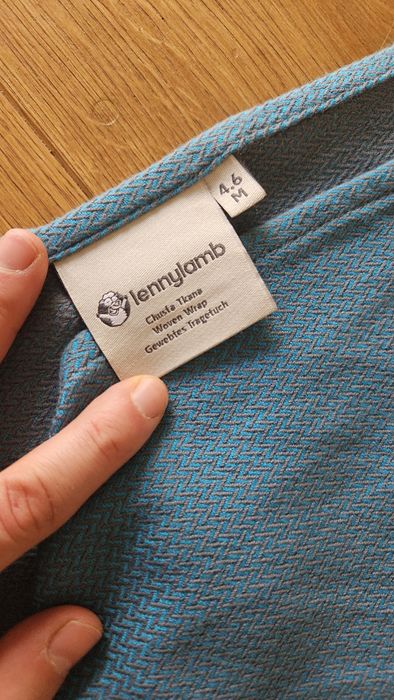 4.6
M
lennylamb
Chusta Tkana
Woven Wrap
Gewebtes Tragetuch